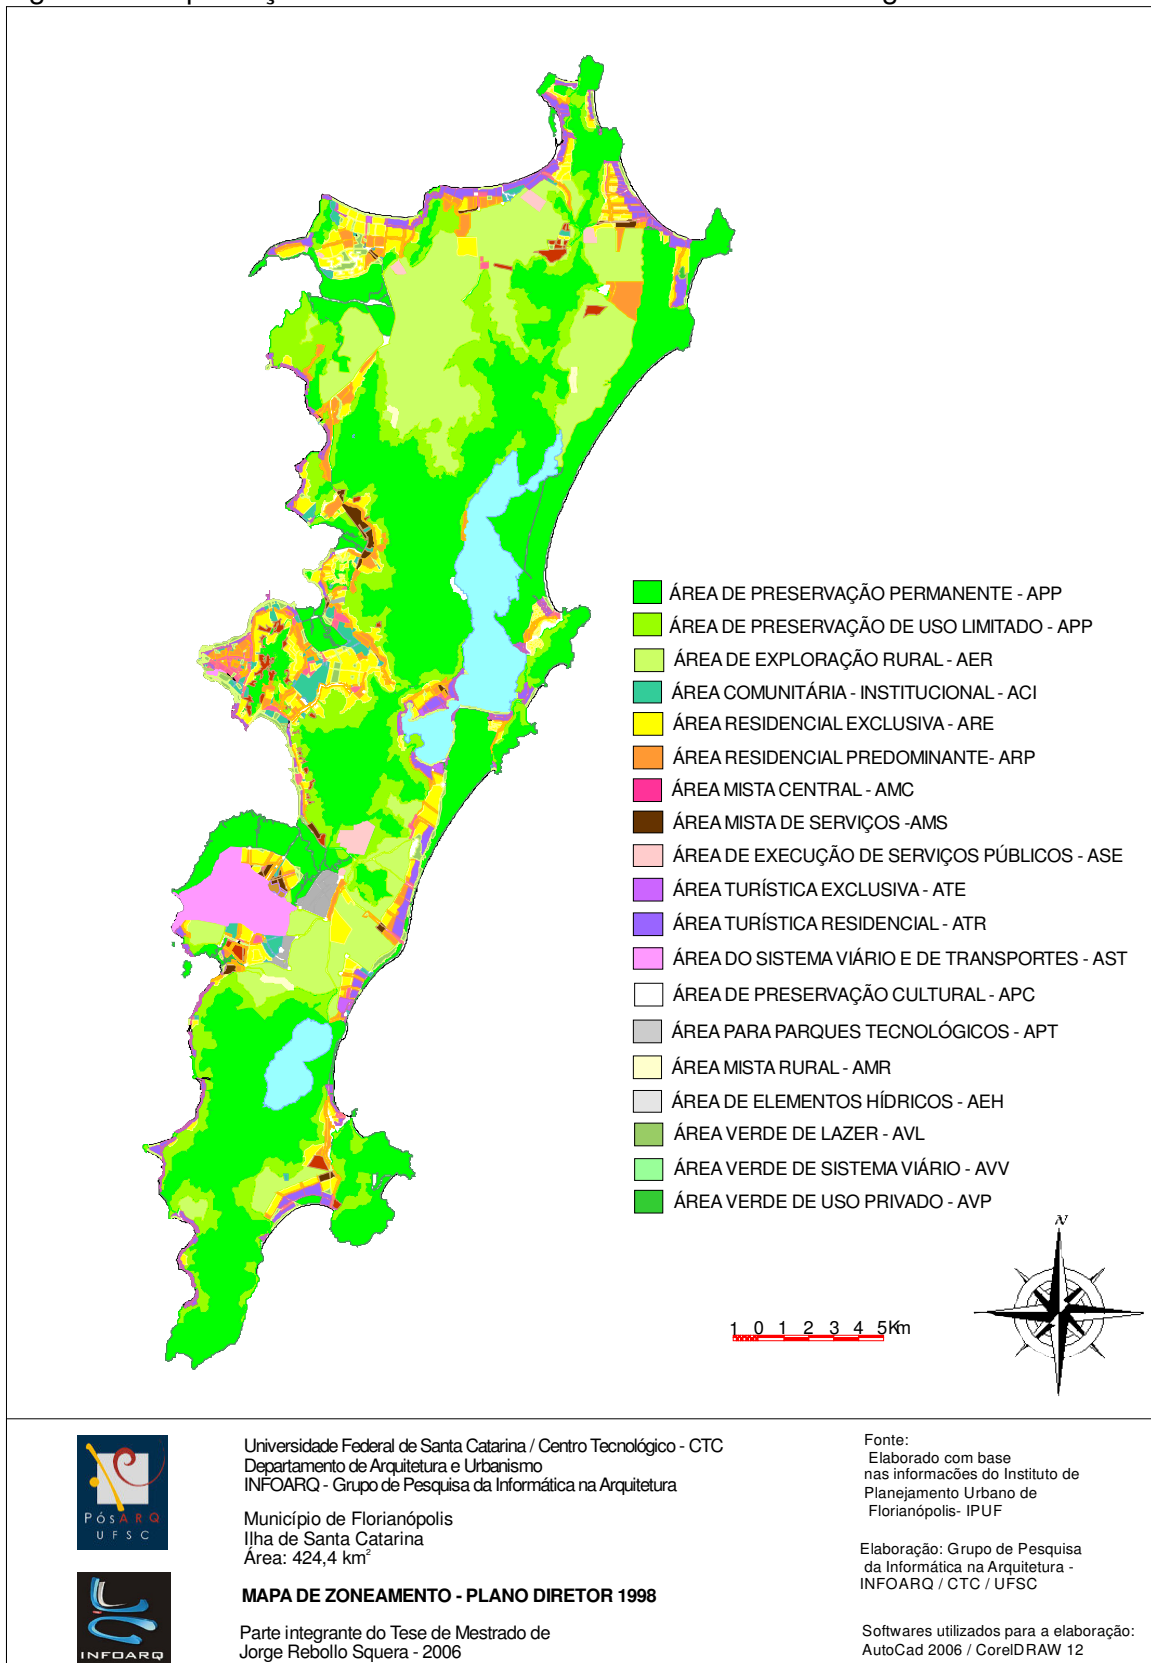 ÁREA DE PRESERVAÇÃO PERMANENTE - APP
ÁREA DE PRESERVAÇÃO DE USO LIMITADO - APP
ÁREA DE EXPLORAÇÃO RURAL - AER
ÁREA COMUNITÁRIA - INSTITUCIONAL - ACI
ÁREA RESIDENCIAL EXCLUSIVA - ARE
ÁREA RESIDENCIAL PREDOMINANTE- ARP
ÁREA MISTA CENTRAL - AMC
ÁREA MISTA DE SERVIÇOS -AMS
ÁREA DE EXECUÇÃO DE SERVIÇOS PÚBLICOS - ASE
ÁREA TURÍSTICA EXCLUSIVA - ATE
ÁREA TURÍSTICA RESIDENCIAL - ATR
ÁREA DO SISTEMA VIÁRIO E DE TRANSPORTES - AST
ÁREA DE PRESERVAÇÃO CULTURAL - APC
ÁREA PARA PARQUES TECNOLÓGICOS - APT
ÁREA MISTA RURAL - AMR
ÁREA DE ELEMENTOS HÍDRICOS - AEH
ÁREA VERDE DE LAZER - AVL
ÁREA VERDE DE SISTEMA VIÁRIO - AVV
ÁREA VERDE DE USO PRIVADO - AVP
N
1 0 1 2 3 4 5Km
PÓSARQ
UFSC
INFOARQ
Universidade Federal de Santa Catarina / Centro Tecnológico - CTC
Departamento de Arquitetura e Urbanismo
INFOARQ - Grupo de Pesquisa da Informática na Arquitetura
Município de Florianópolis
Ilha de Santa Catarina
Área: 424,4 km²
MAPA DE ZONEAMENTO - PLANO DIRETOR 1998
Parte integrante do Tese de Mestrado de
Jorge Rebollo Squera - 2006
Fonte:
Elaborado com base
nas informacões do Instituto de
Planejamento Urbano de
Florianópolis- IPUF
Elaboração: Grupo de Pesquisa
da Informática na Arquitetura -
INFOARQ / CTC / UFSC
Softwares utilizados para a elaboração:
AutoCad 2006 / CorelDRAW 12